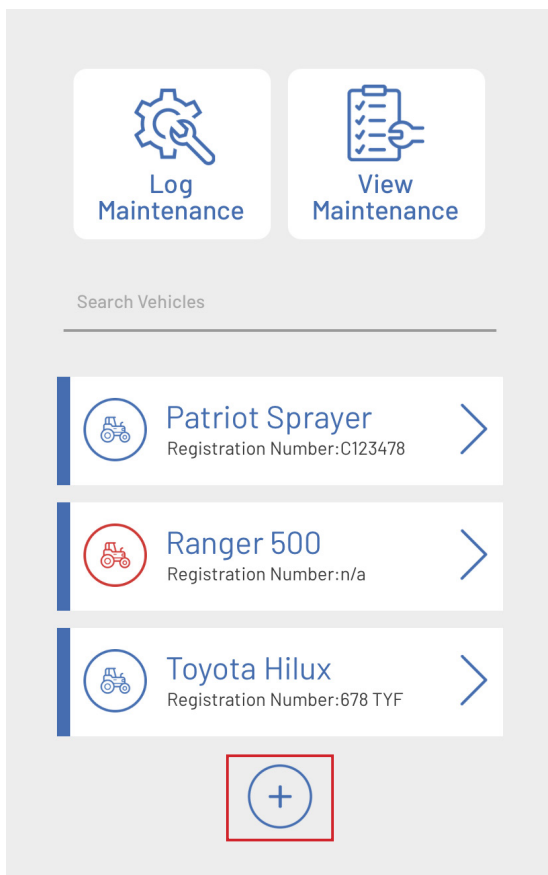 Log
Maintenance
View
Maintenance
Search Vehicles
Patriot Sprayer
Registration Number:C123478
Ranger 500
Registration Number:n/a
Toyota Hilux
Registration Number:678 TYF